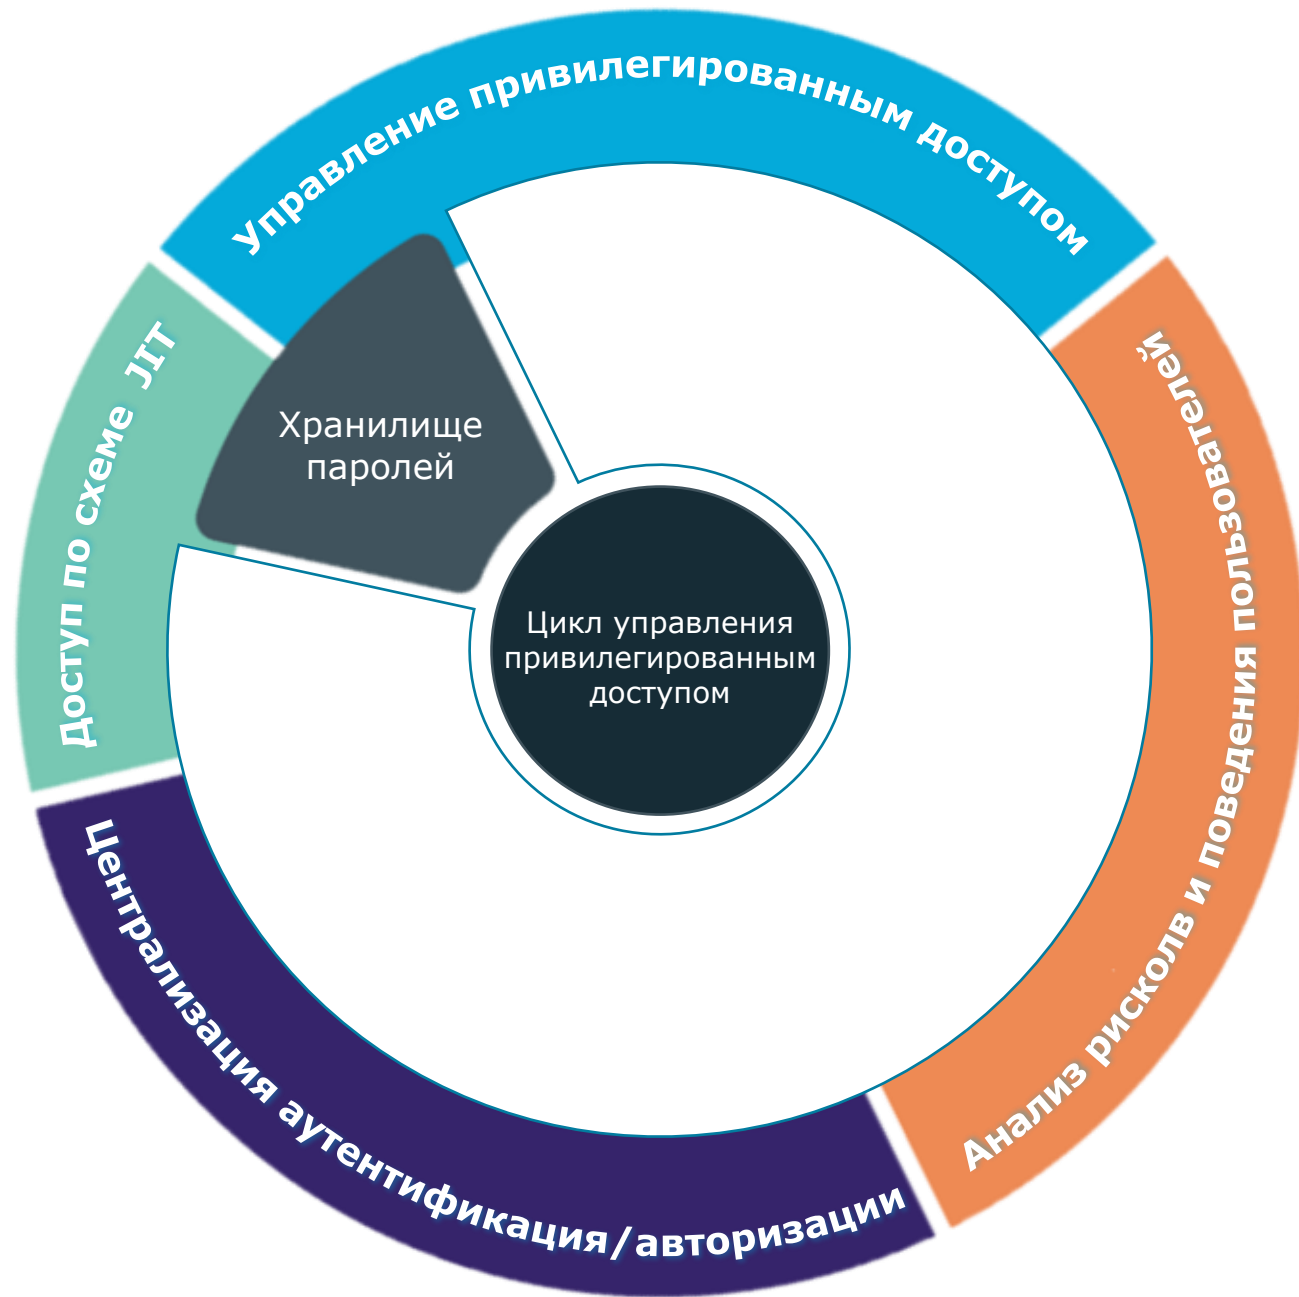 Управление привилегированным доступом
Анализ рисколв и поведения пользователей
Доступ по схеме JIT
Централизация аутентификация/авторизации
Хранилище
паролей
Цикл управления
привилегированным
доступом